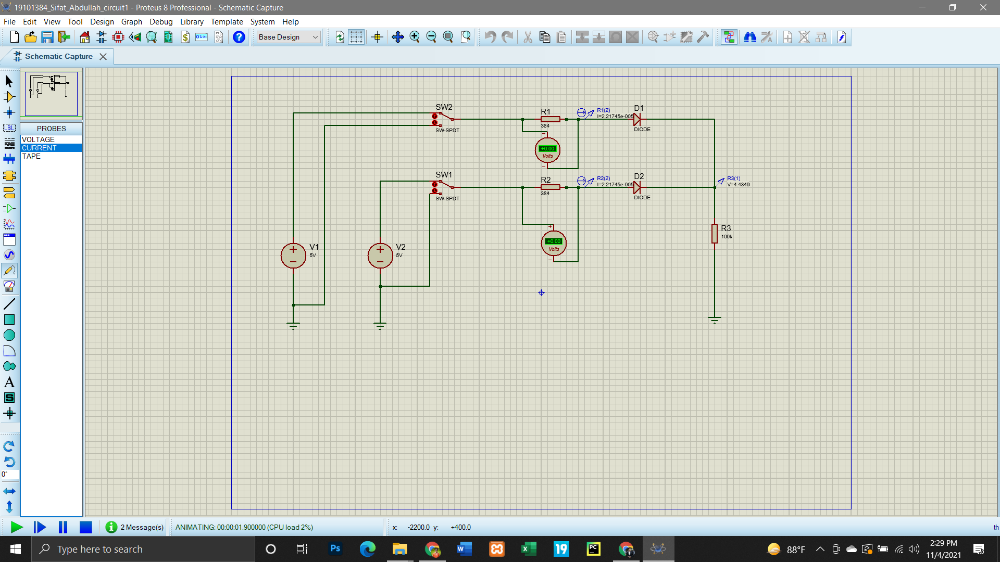 19101384_Sifat_Abdullah_circuit1 - Proteus 8 Professional - Schematic Capture
File Edit View Tool Design Graph Debug Library Template System Help
Base Design
Schematic Capture
LBL
PROBES
VOLTAGE
CURRENT
TAPE
A
S
0°
SW2
SW-SPDT
R1
384
R1(2)
I=2.21745e-005
D1
DIODE
+0.00
Volts
SW1
SW-SPDT
R2
384
R2(2)
I=2.21745e-005
D2
DIODE
R3(1)
V=4.4349
+0.00
Volts
R3
100k
V1
5V
V2
5V
2 Message(s) ANIMATING: 00:00:01.900000 (CPU load 2%) x: -2200.0 y: +400.0 th
Type here to search
Ps
W
X
19
PC
88°F
2:29 PM
11/4/2021